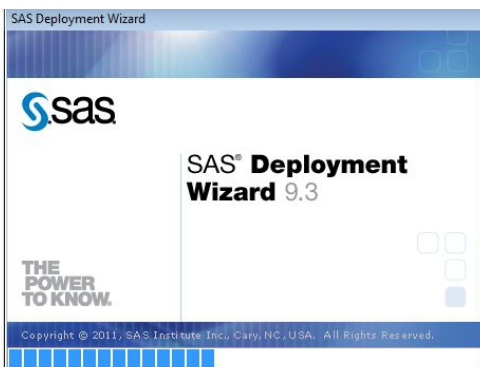 SAS Deployment Wizard
sas
SAS® Deployment
Wizard 9.3
THE
POWER
TO KNOW.
Copyright © 2011, SAS Institute Inc., Cary, NC, USA. All Rights Reserved.